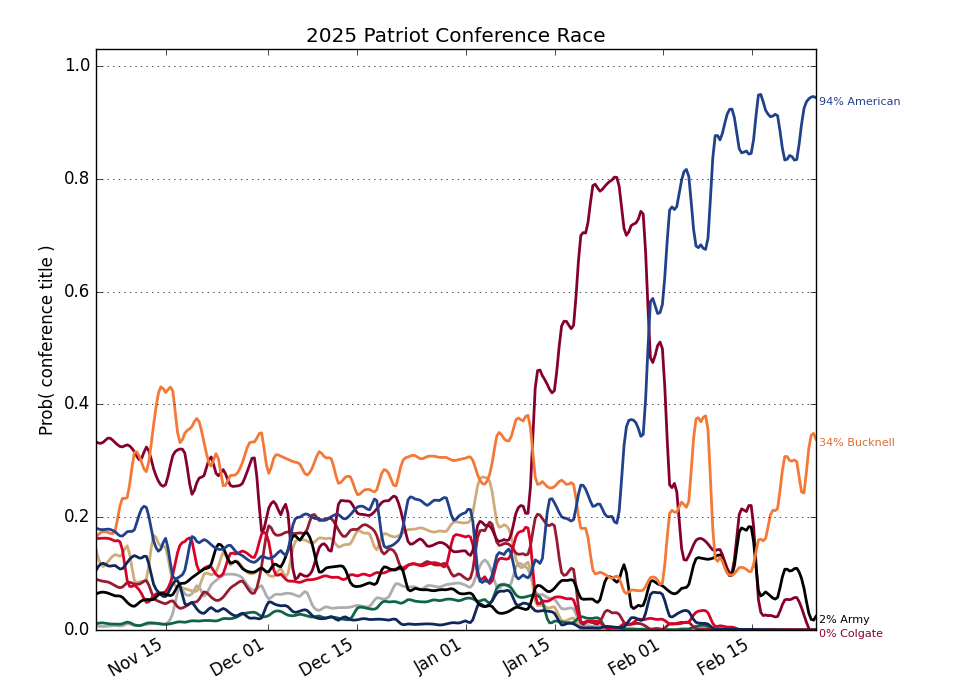 2025 Patriot Conference Race
Prob( conference title )
1.0
0.8
0.6
0.4
0.2
0.0
Nov 15
Dec 01
Dec 15
Jan 01
Jan 15
Feb 01
Feb 15
94% American
34% Bucknell
2% Army
0% Colgate